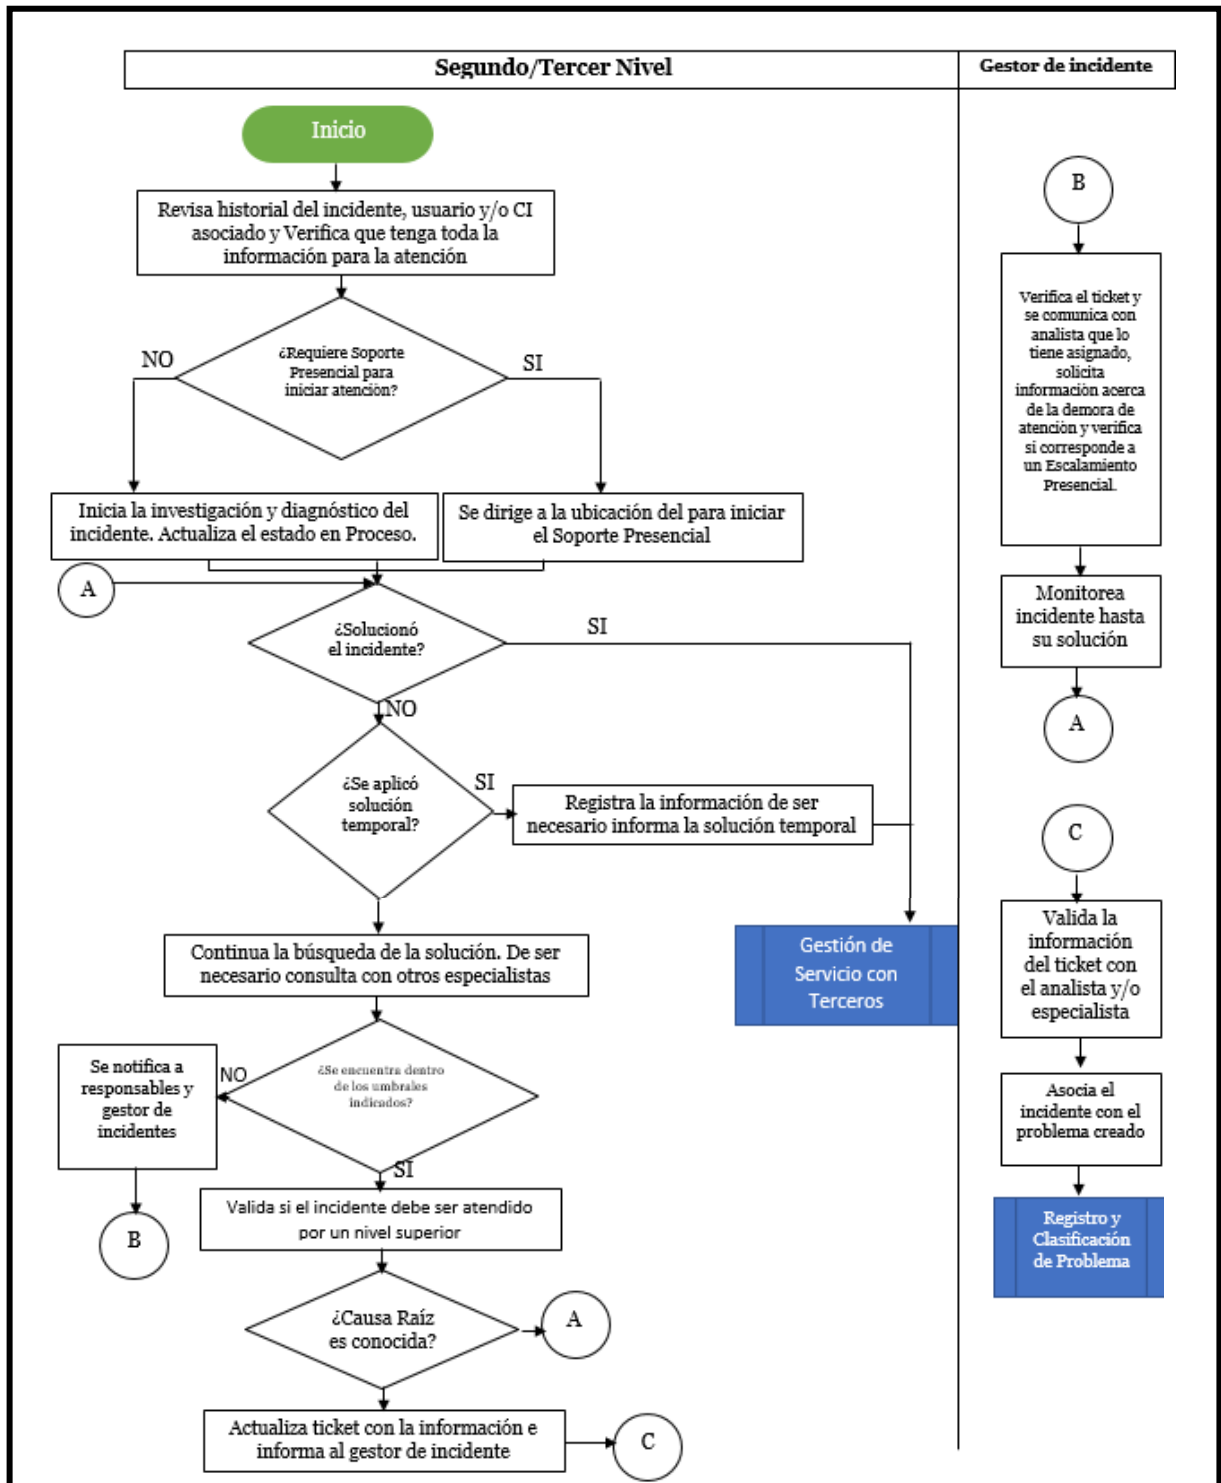 Segundo/Tercer Nivel
Gestor de incidente
Inicio
Revisa historial del incidente, usuario y/o CI
asociado y Verifica que tenga toda la
información para la atención
¿Requiere Soporte
Presencial para
iniciar atención?
NO
SI
Inicia la investigación y diagnóstico del
incidente. Actualiza el estado en Proceso.
Se dirige a la ubicación del para iniciar
el Soporte Presencial
A
¿Solucionó
el incidente?
SI
NO
¿Se aplicó
solución
temporal?
SI
Registra la información de ser
necesario informa la solución temporal
Continua la búsqueda de la solución. De ser
necesario consulta con otros especialistas
Gestión de
Servicio con
Terceros
¿Se encuentra dentro
de los umbrales
indicados?
NO
Se notifica a
responsables y
gestor de
incidentes
B
SI
Valida si el incidente debe ser atendido
por un nivel superior
¿Causa Raíz
es conocida?
A
Actualiza ticket con la información e
informa al gestor de incidente
C
B
Verifica el ticket y
se comunica con
analista que lo
tiene asignado,
solicita
información acerca
de la demora de
atención y verifica
si corresponde a
un Escalamiento
Presencial.
Monitorea
incidente hasta
su solución
A
C
Valida la
información
del ticket con
el analista y/o
especialista
Asocia el
incidente con el
problema creado
Registro y
Clasificación
de Problema